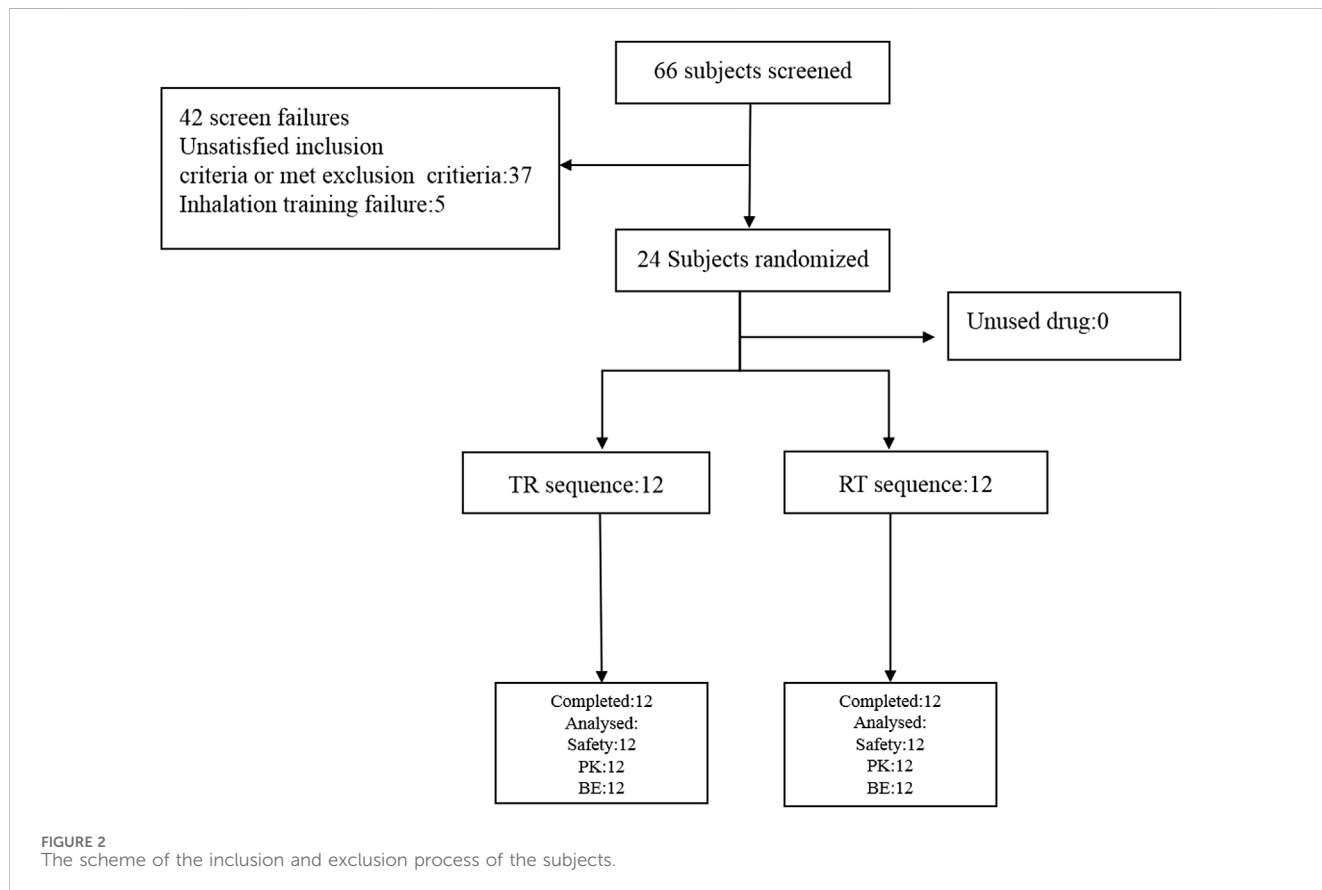 66 subjects screened
42 screen failures
Unsatisfied inclusion
criteria or met exclusion critieria:37
Inhalation training failure:5
24 Subjects randomized
Unused drug:0
TR sequence:12
RT sequence:12
Completed:12
Analysed:
Safety:12
PK:12
BE:12
Completed:12
Analysed:
Safety:12
PK:12
BE:12
FIGURE 2
The scheme of the inclusion and exclusion process of the subjects.